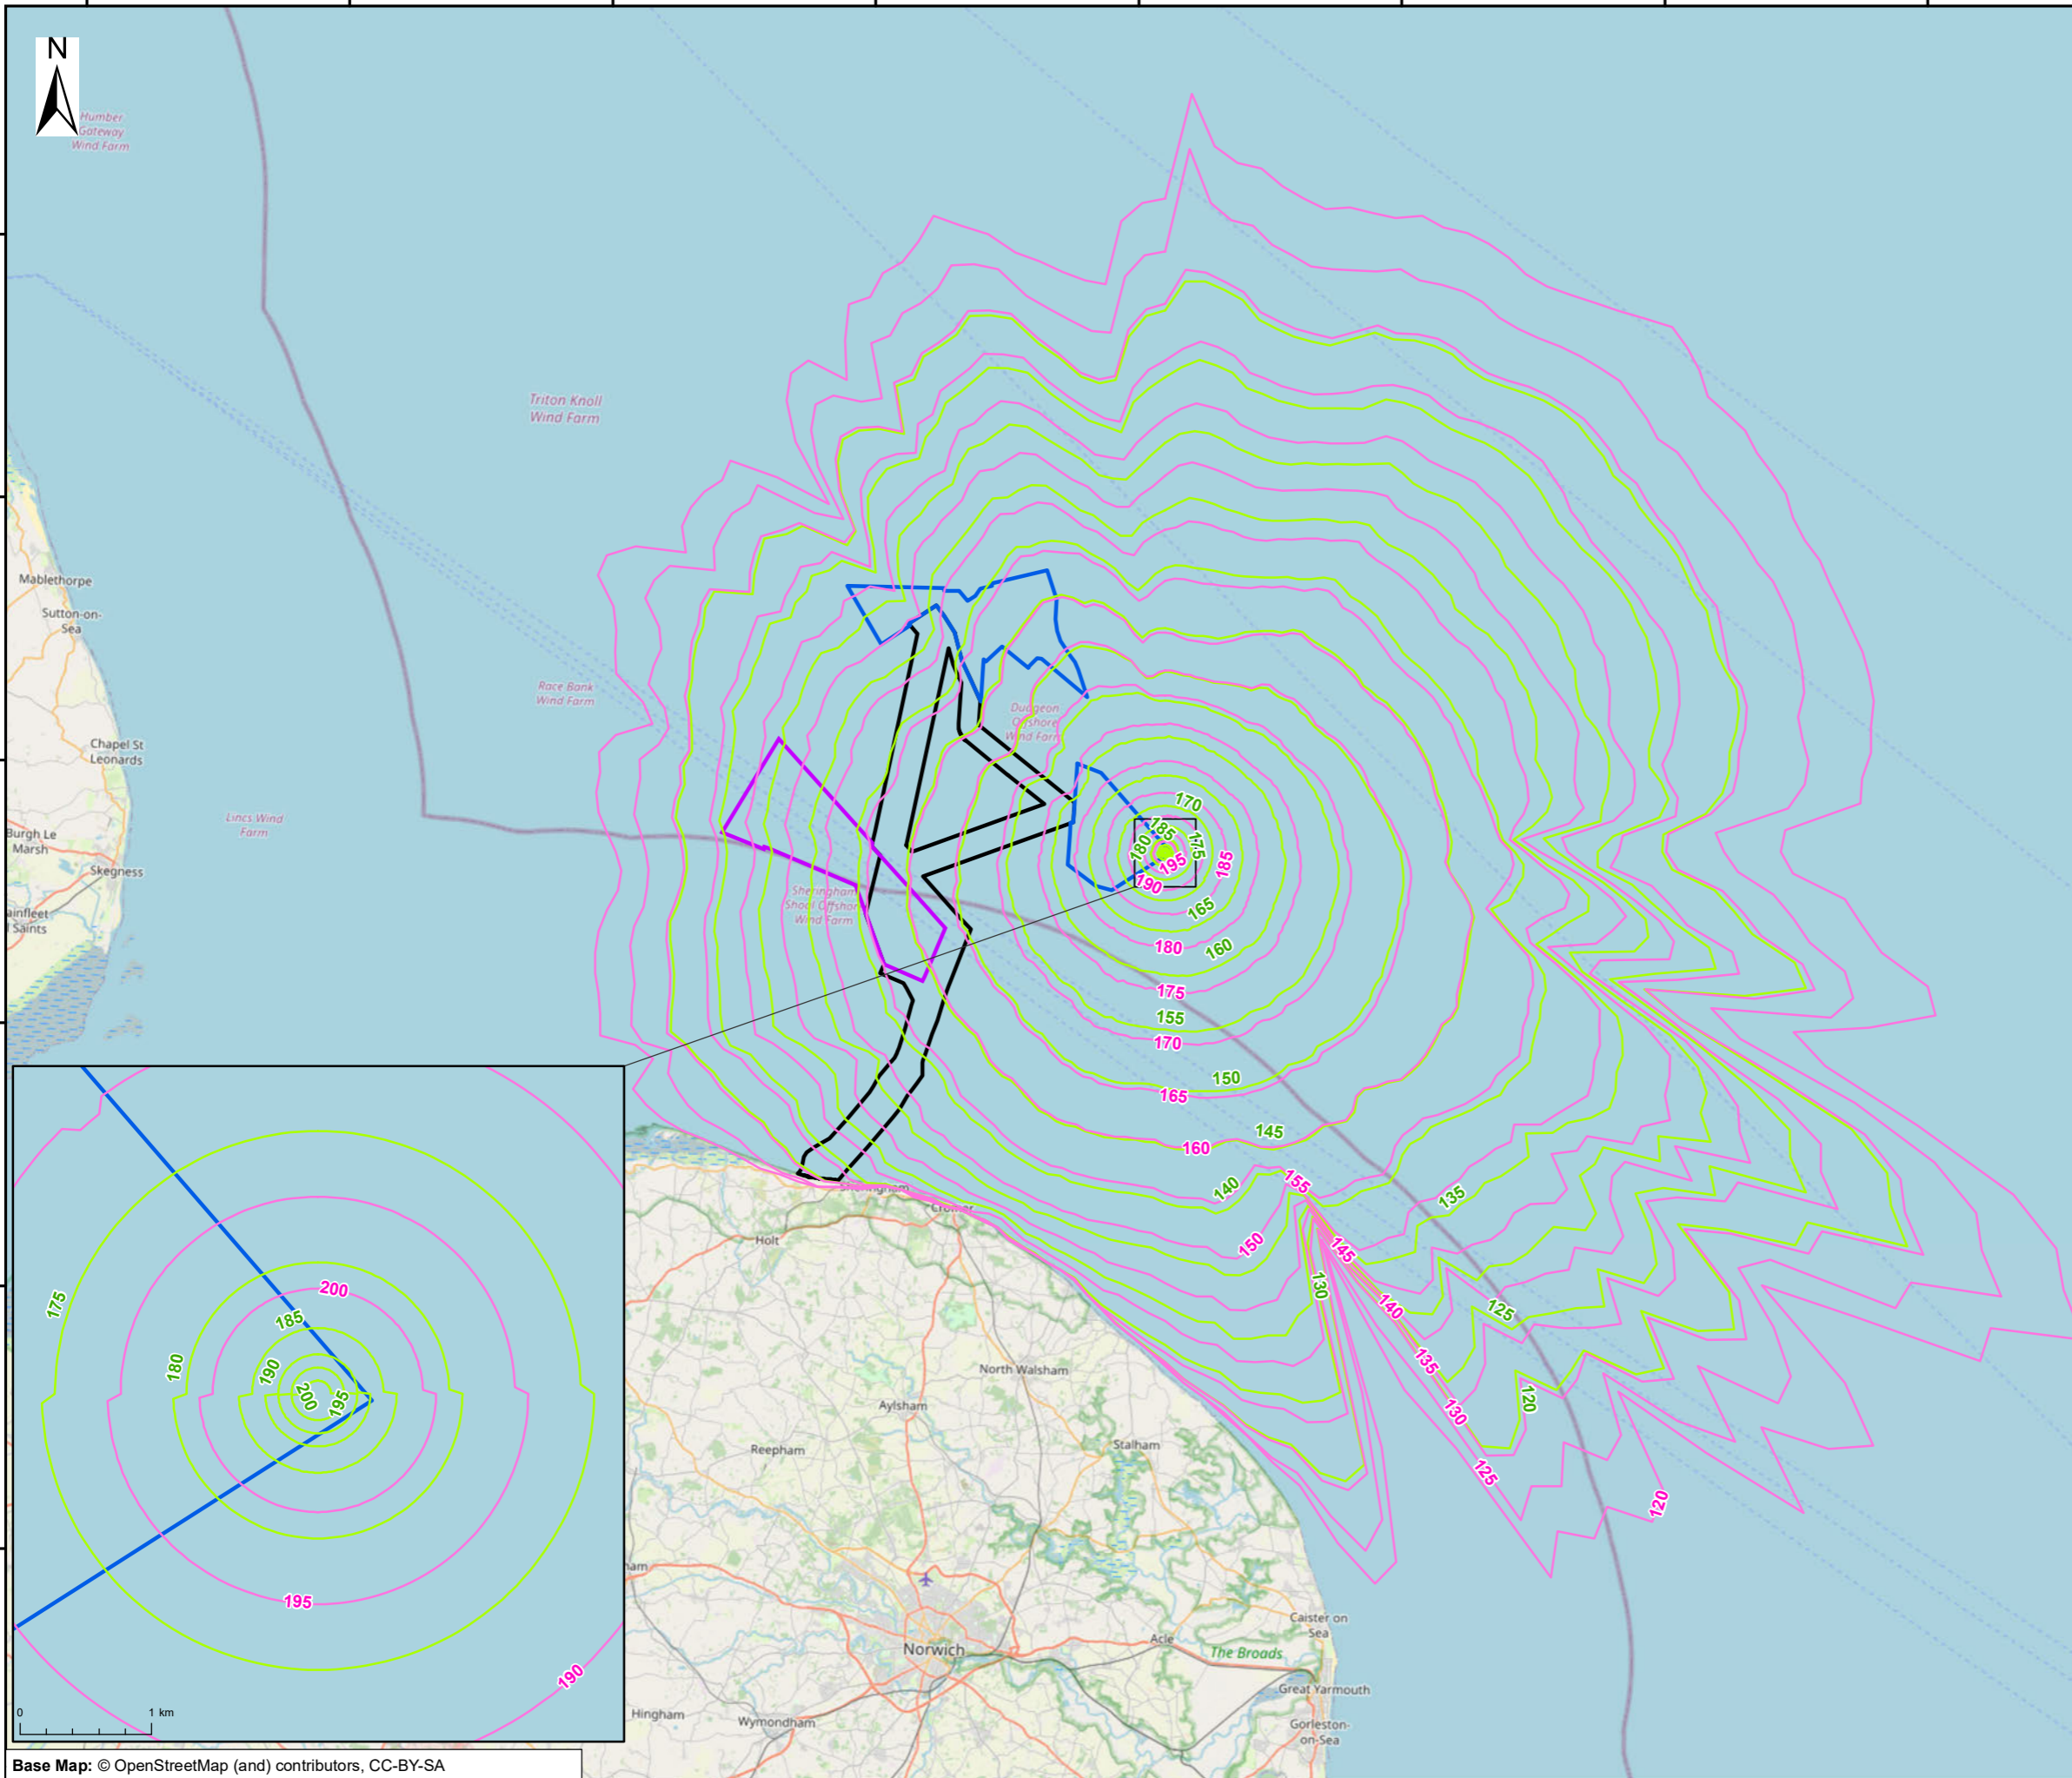 N
Humber
Gateway
Wind Farm
Triton Knoll
Wind Farm
Mablethorpe
Sutton-on-
Sea
Race Bank
Wind Farm
Dudgeon
Offshore
Wind Farm
Chapel St
Leonards
Lincs Wind
Farm
Burgh Le
Marsh
Skegness
ainfleet
l Saints
Sheringham
Shoal Offshore
Wind Farm
170
185
175
180
195
185
190
165
180
160
175
155
170
150
165
145
160
155
140
135
150
145
130
140
125
135
120
130
125
120
Sheringham
Cromer
Holt
North Walsham
Aylsham
Reepham
Stalham
ham
Norwich
Acle
The Broads
Caister on
Sea
Great Yarmouth
Gorleston-
on-Sea
Hingham
Wymondham
175
200
185
180
190
200
195
195
190
0 1 km
Base Map: © OpenStreetMap (and) contributors, CC-BY-SA